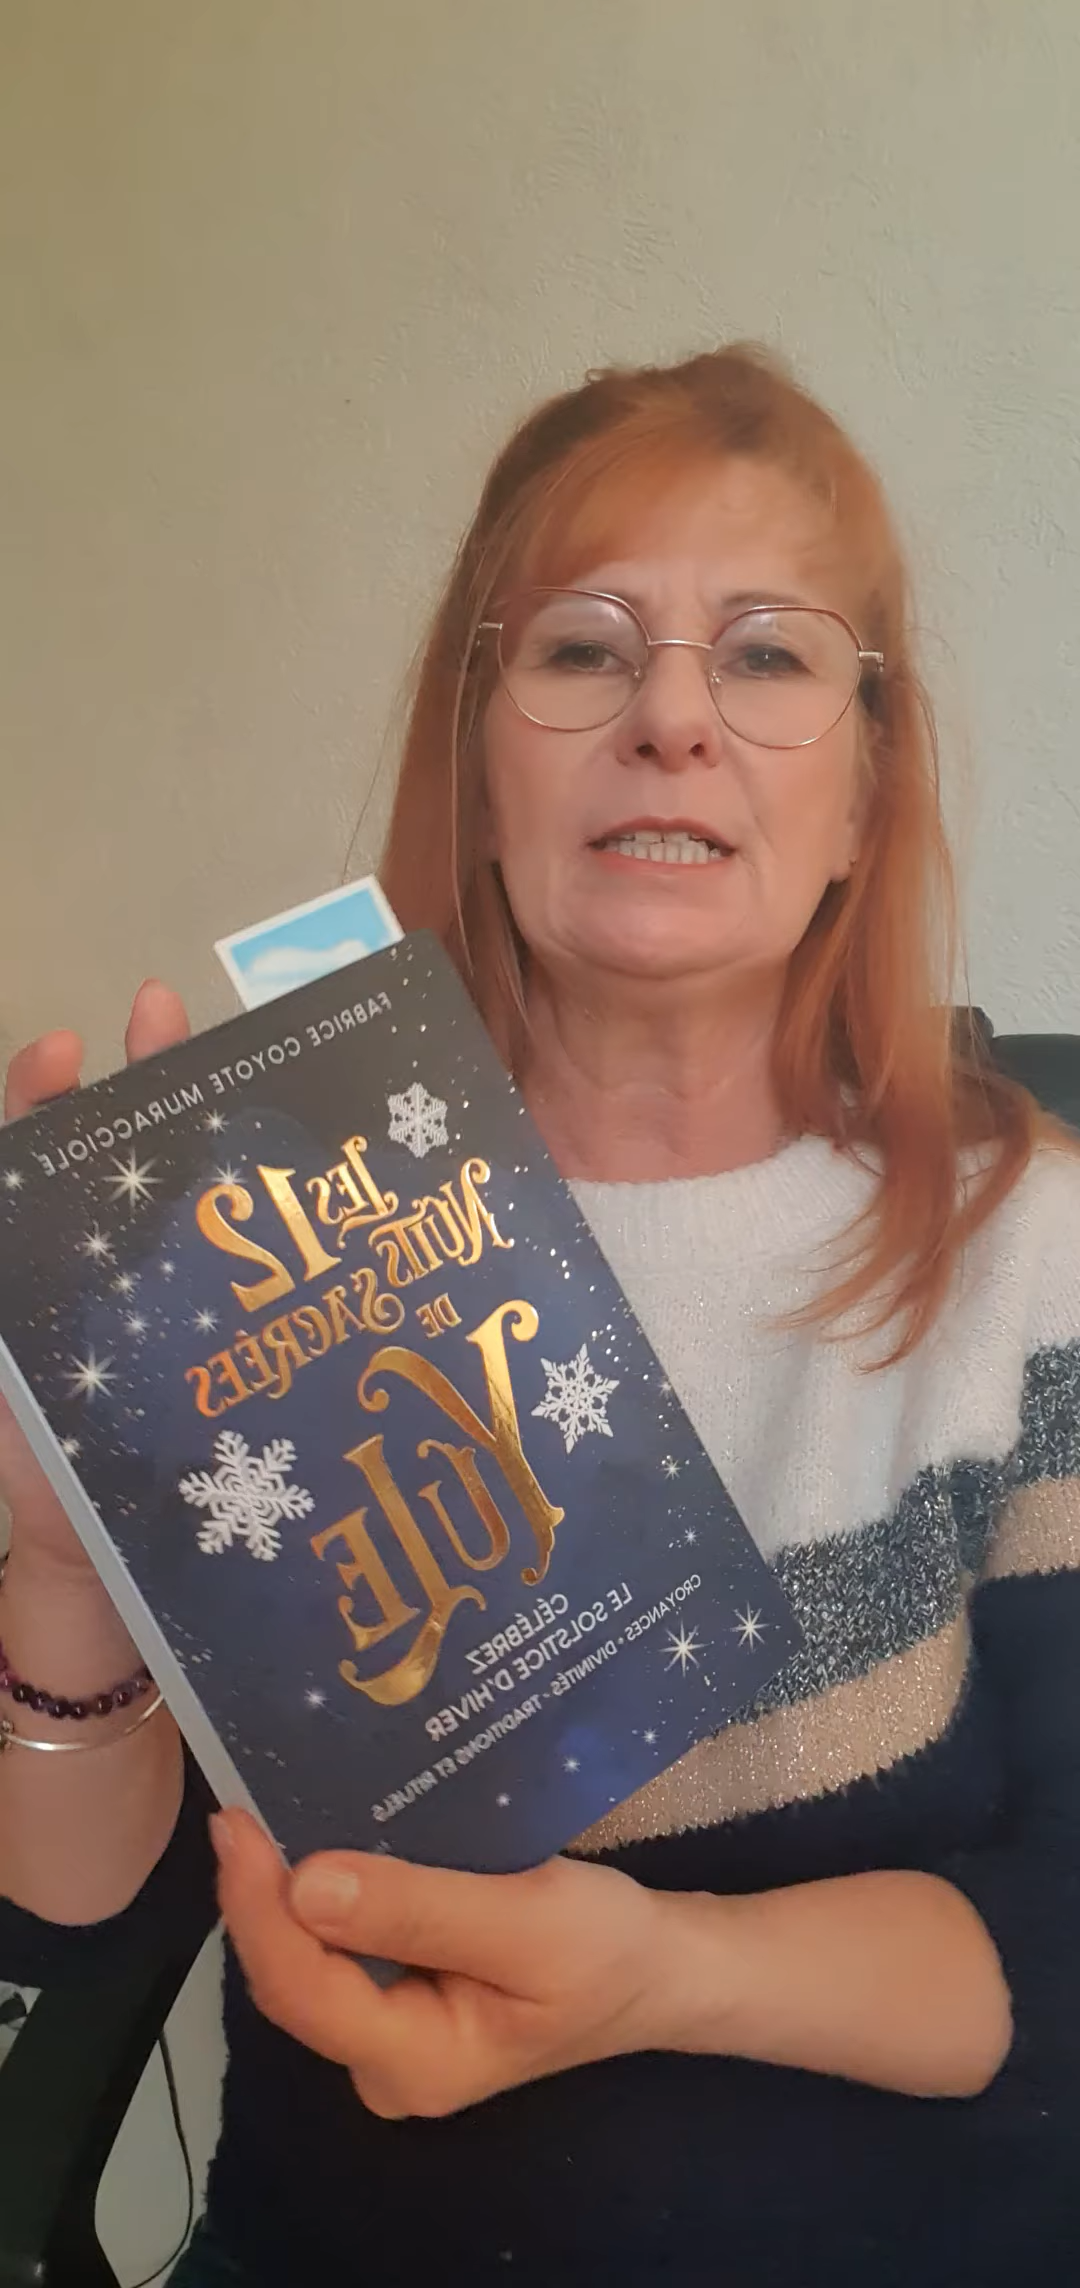 FABRICE COYOTE MURACCIOLE
LES 12
NUITS SACRÉES
DE
YULE
CÉLÉBREZ
LE SOLSTICE D'HIVER
CROYANCES • DIVINITÉS • TRADITIONS ET RITUELS